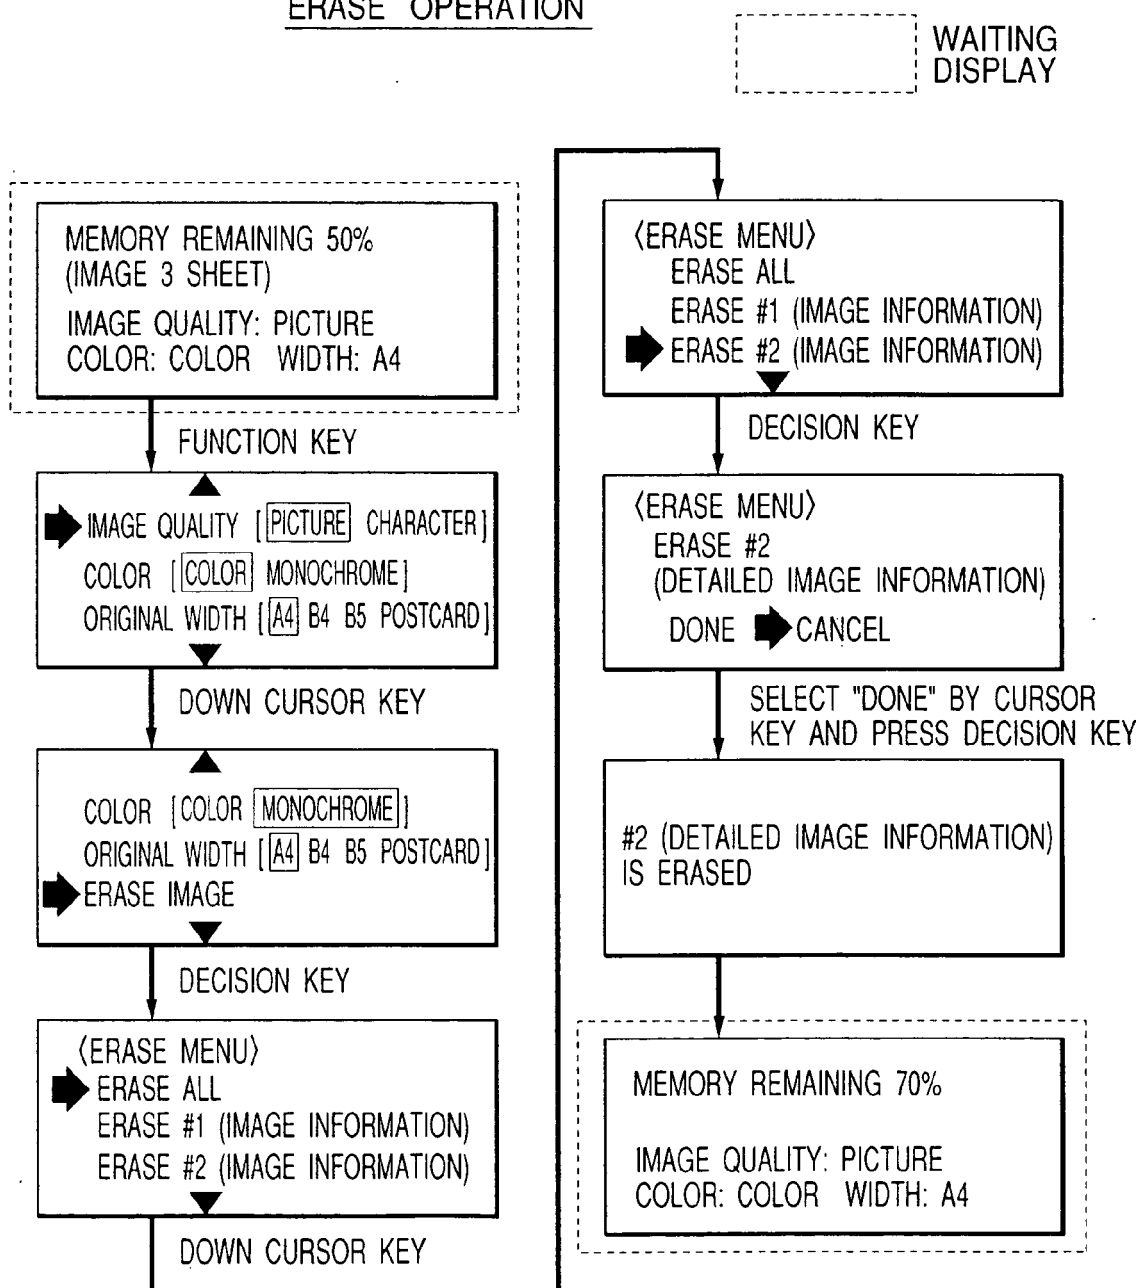 ERASE OPERATION
WAITING
DISPLAY
MEMORY REMAINING 50%
(IMAGE 3 SHEET)
IMAGE QUALITY: PICTURE
COLOR: COLOR WIDTH: A4
FUNCTION KEY
IMAGE QUALITY [PICTURE CHARACTER]
COLOR [COLOR MONOCHROME]
ORIGINAL WIDTH [A4 B4 B5 POSTCARD]
DOWN CURSOR KEY
COLOR [COLOR MONOCHROME]
ORIGINAL WIDTH [A4 B4 B5 POSTCARD]
ERASE IMAGE
DECISION KEY
〈ERASE MENU〉
ERASE ALL
ERASE #1 (IMAGE INFORMATION)
ERASE #2 (IMAGE INFORMATION)
DOWN CURSOR KEY
〈ERASE MENU〉
ERASE ALL
ERASE #1 (IMAGE INFORMATION)
ERASE #2 (IMAGE INFORMATION)
DECISION KEY
〈ERASE MENU〉
ERASE #2
(DETAILED IMAGE INFORMATION)
DONE CANCEL
SELECT "DONE" BY CURSOR
KEY AND PRESS DECISION KEY
#2 (DETAILED IMAGE INFORMATION)
IS ERASED
MEMORY REMAINING 70%
IMAGE QUALITY: PICTURE
COLOR: COLOR WIDTH: A4